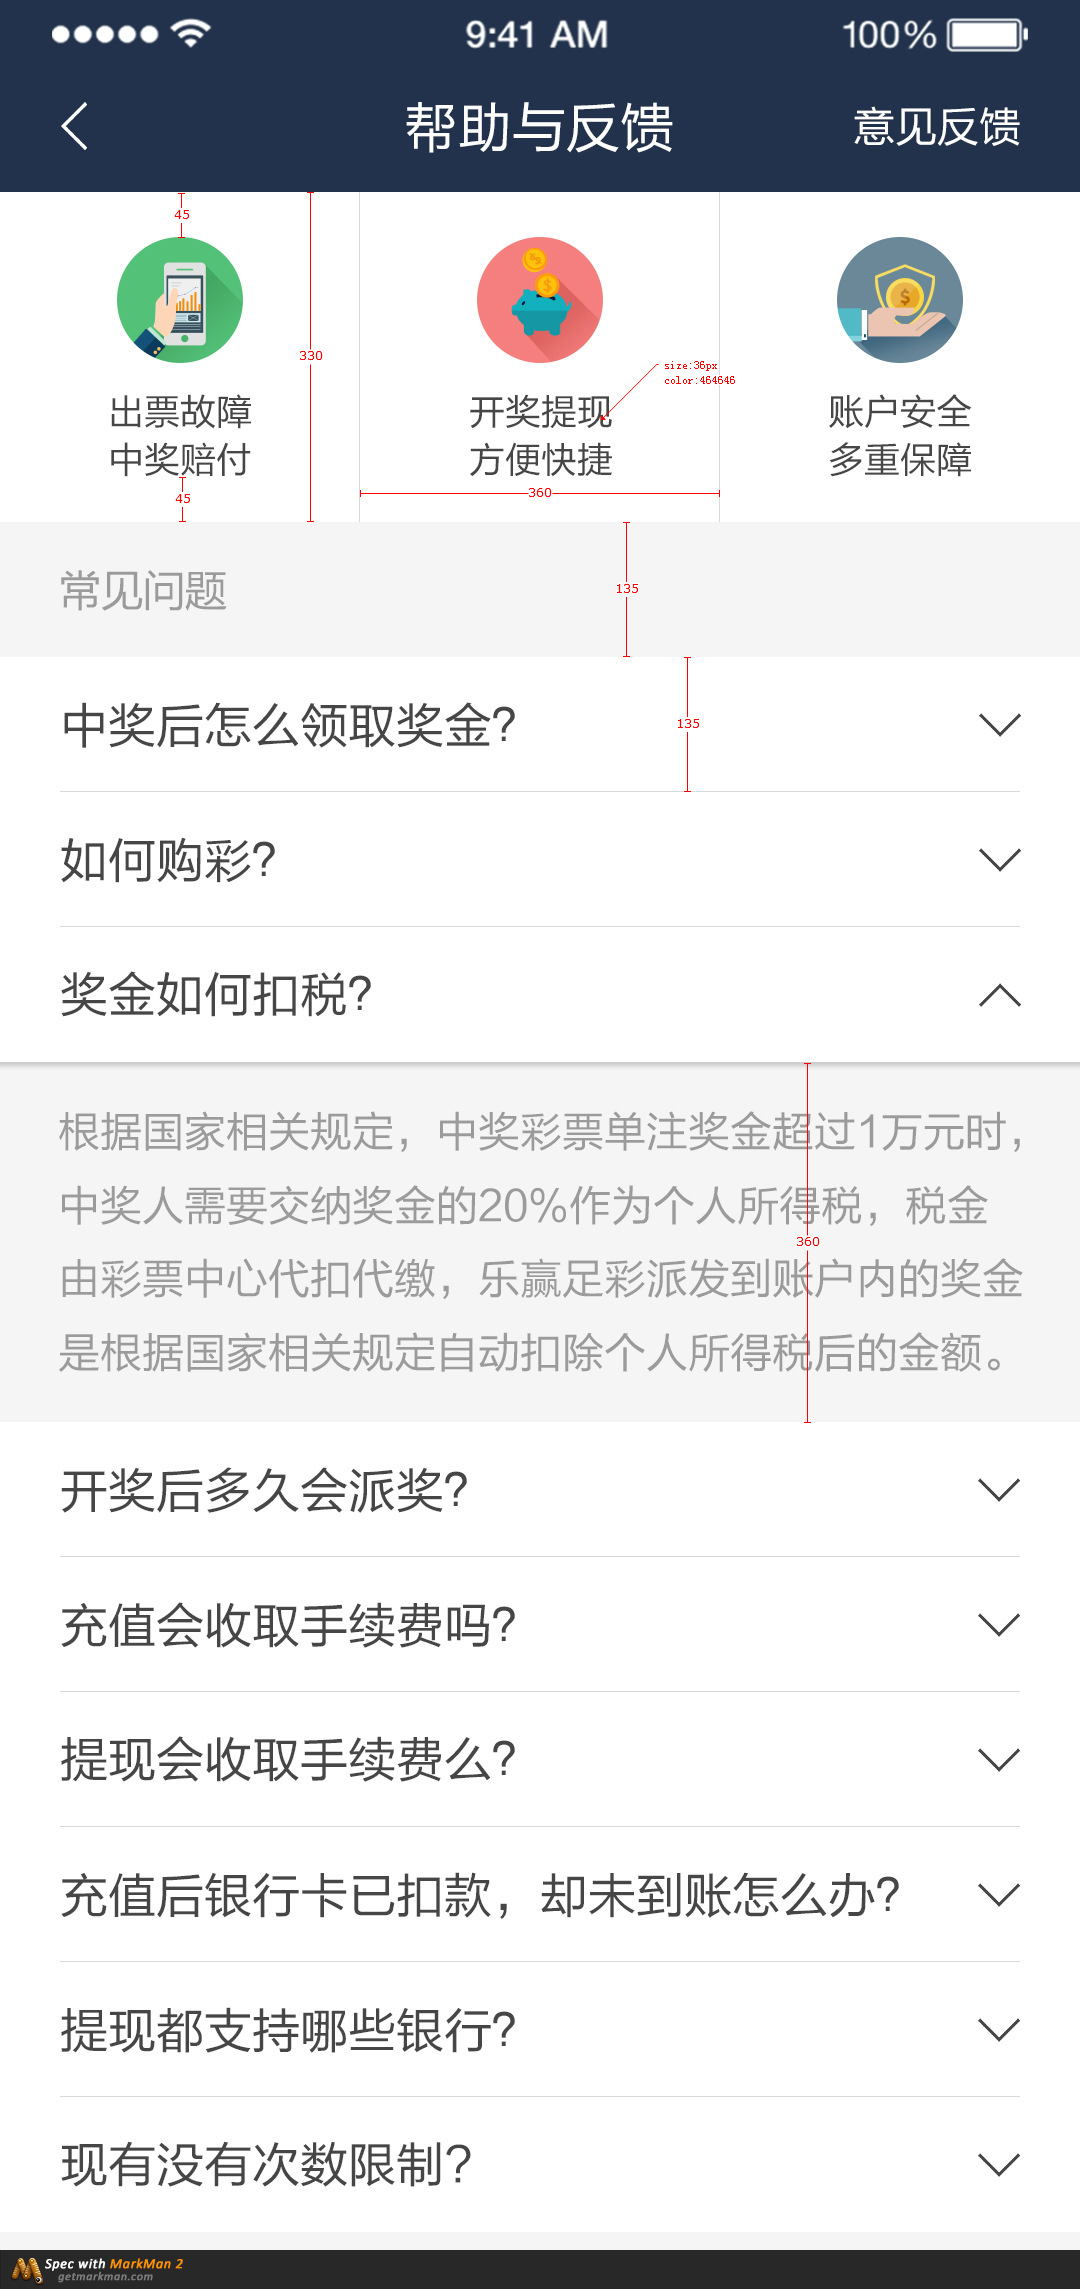 9:41 AM
100%
帮助与反馈
意见反馈
45
330
size:36px
color:464646
出票故障
中奖赔付
开奖提现
方便快捷
账户安全
多重保障
45
360
常见问题
135
中奖后怎么领取奖金?
135
如何购彩?
奖金如何扣税?
根据国家相关规定，中奖彩票单注奖金超过1万元时，
中奖人需要交纳奖金的20%作为个人所得税，税金
360
由彩票中心代扣代缴，乐赢足彩派发到账户内的奖金
是根据国家相关规定自动扣除个人所得税后的金额。
开奖后多久会派奖?
充值会收取手续费吗?
提现会收取手续费么?
充值后银行卡已扣款，却未到账怎么办?
提现都支持哪些银行?
现有没有次数限制?
Spec with MarkMan 2
getmarkman.com